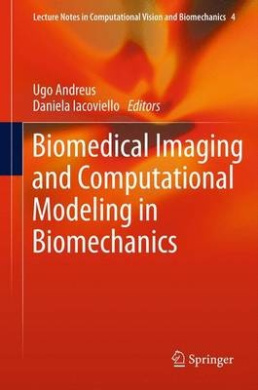 Lecture Notes in Computational Vision and Biomechanics 4
Ugo Andreus
Daniela Iacoviello Editors
Biomedical Imaging
and Computational
Modeling in
Biomechanics
Springer